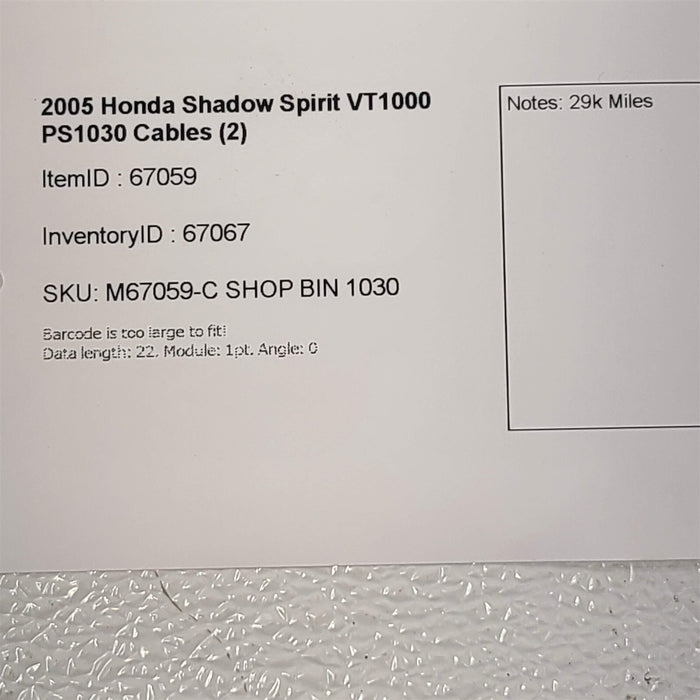 2005 Honda Shadow Spirit VT1000
PS1030 Cables (2)
ItemID : 67059
InventoryID : 67067
SKU: M67059-C SHOP BIN 1030
Barcode is too large to fit!
Data length: 22, Module: 1pt. Angle: 0
Notes: 29k Miles